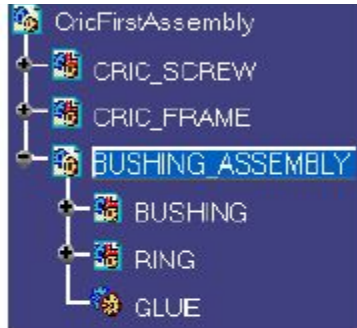 CricFirstAssembly
CRIC_SCREW
CRIC_FRAME
BUSHING_ASSEMBLY
BUSHING
RING
GLUE